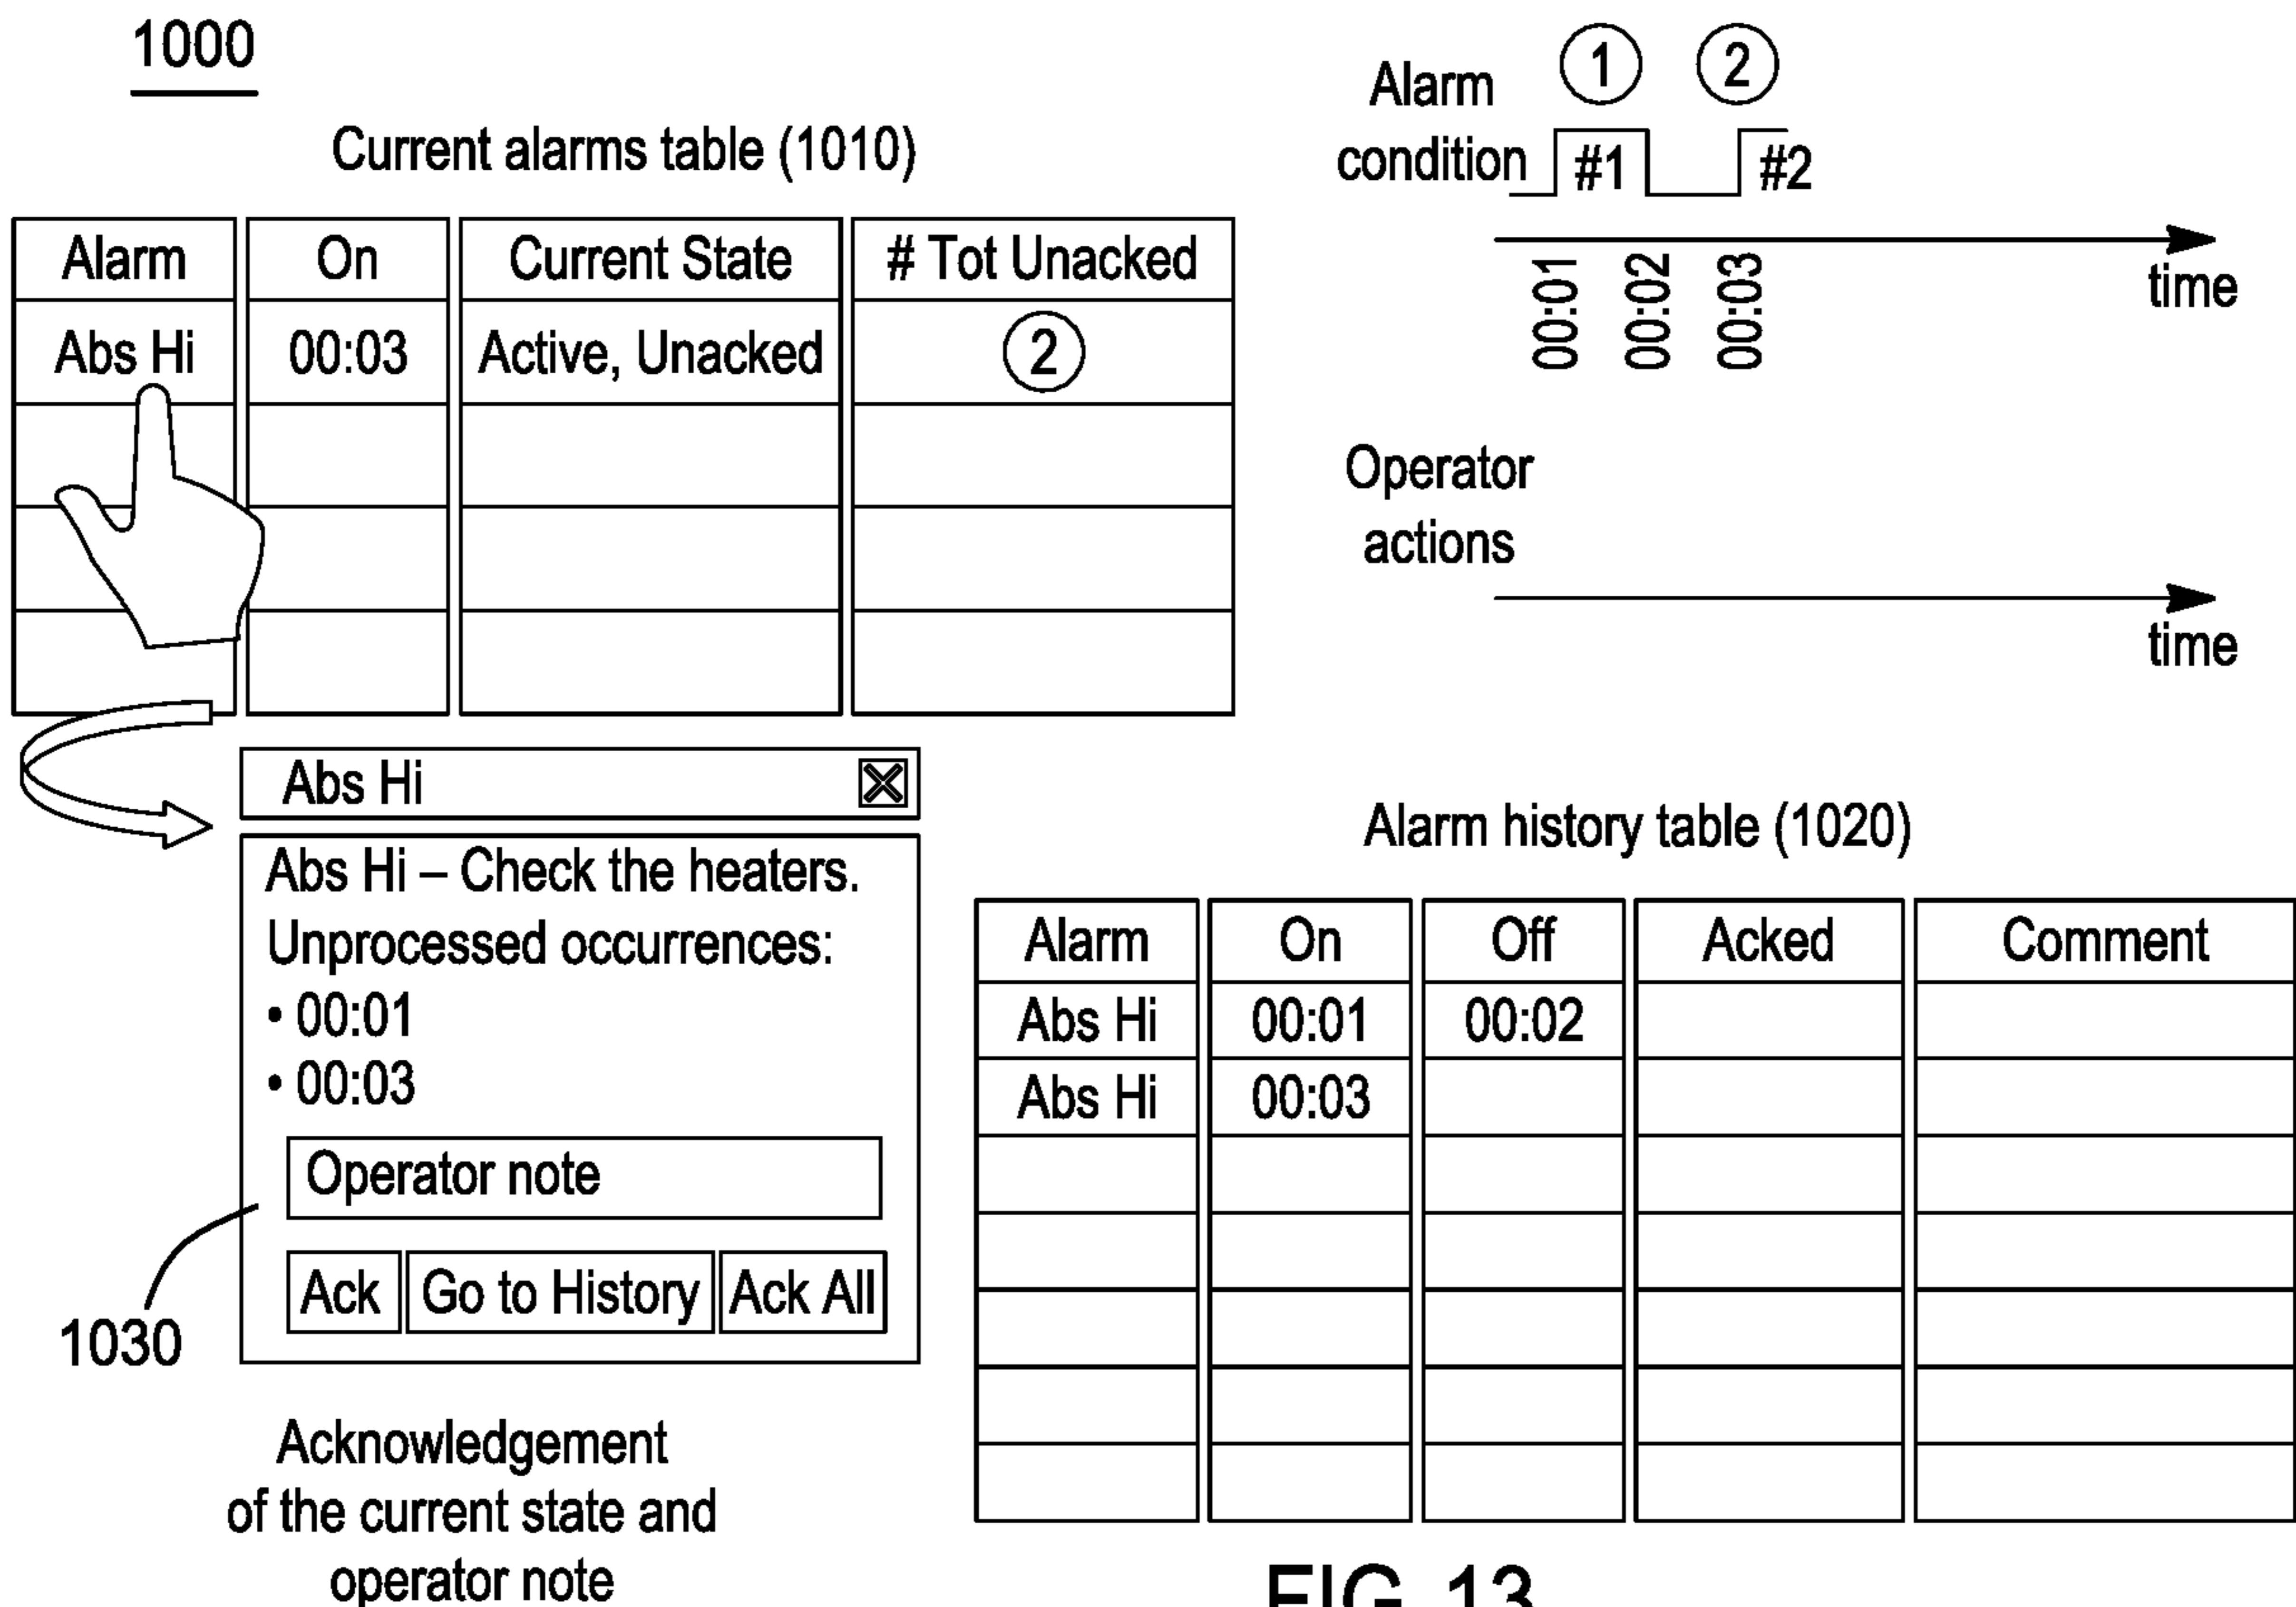 1000
Current alarms table (1010)
Alarm On Current State # Tot Unacked
Abs Hi 00:03 Active, Unacked 2
1 2
Alarm
condition #1 #2
00:01 00:02 00:03
time
Operator
actions
time
Abs Hi
Abs Hi – Check the heaters.
Unprocessed occurrences:
• 00:01
• 00:03
Operator note
Ack Go to History Ack All
1030
Acknowledgement
of the current state and
operator note
Alarm history table (1020)
Alarm On Off Acked Comment
Abs Hi 00:01 00:02
Abs Hi 00:03
FIG. 13